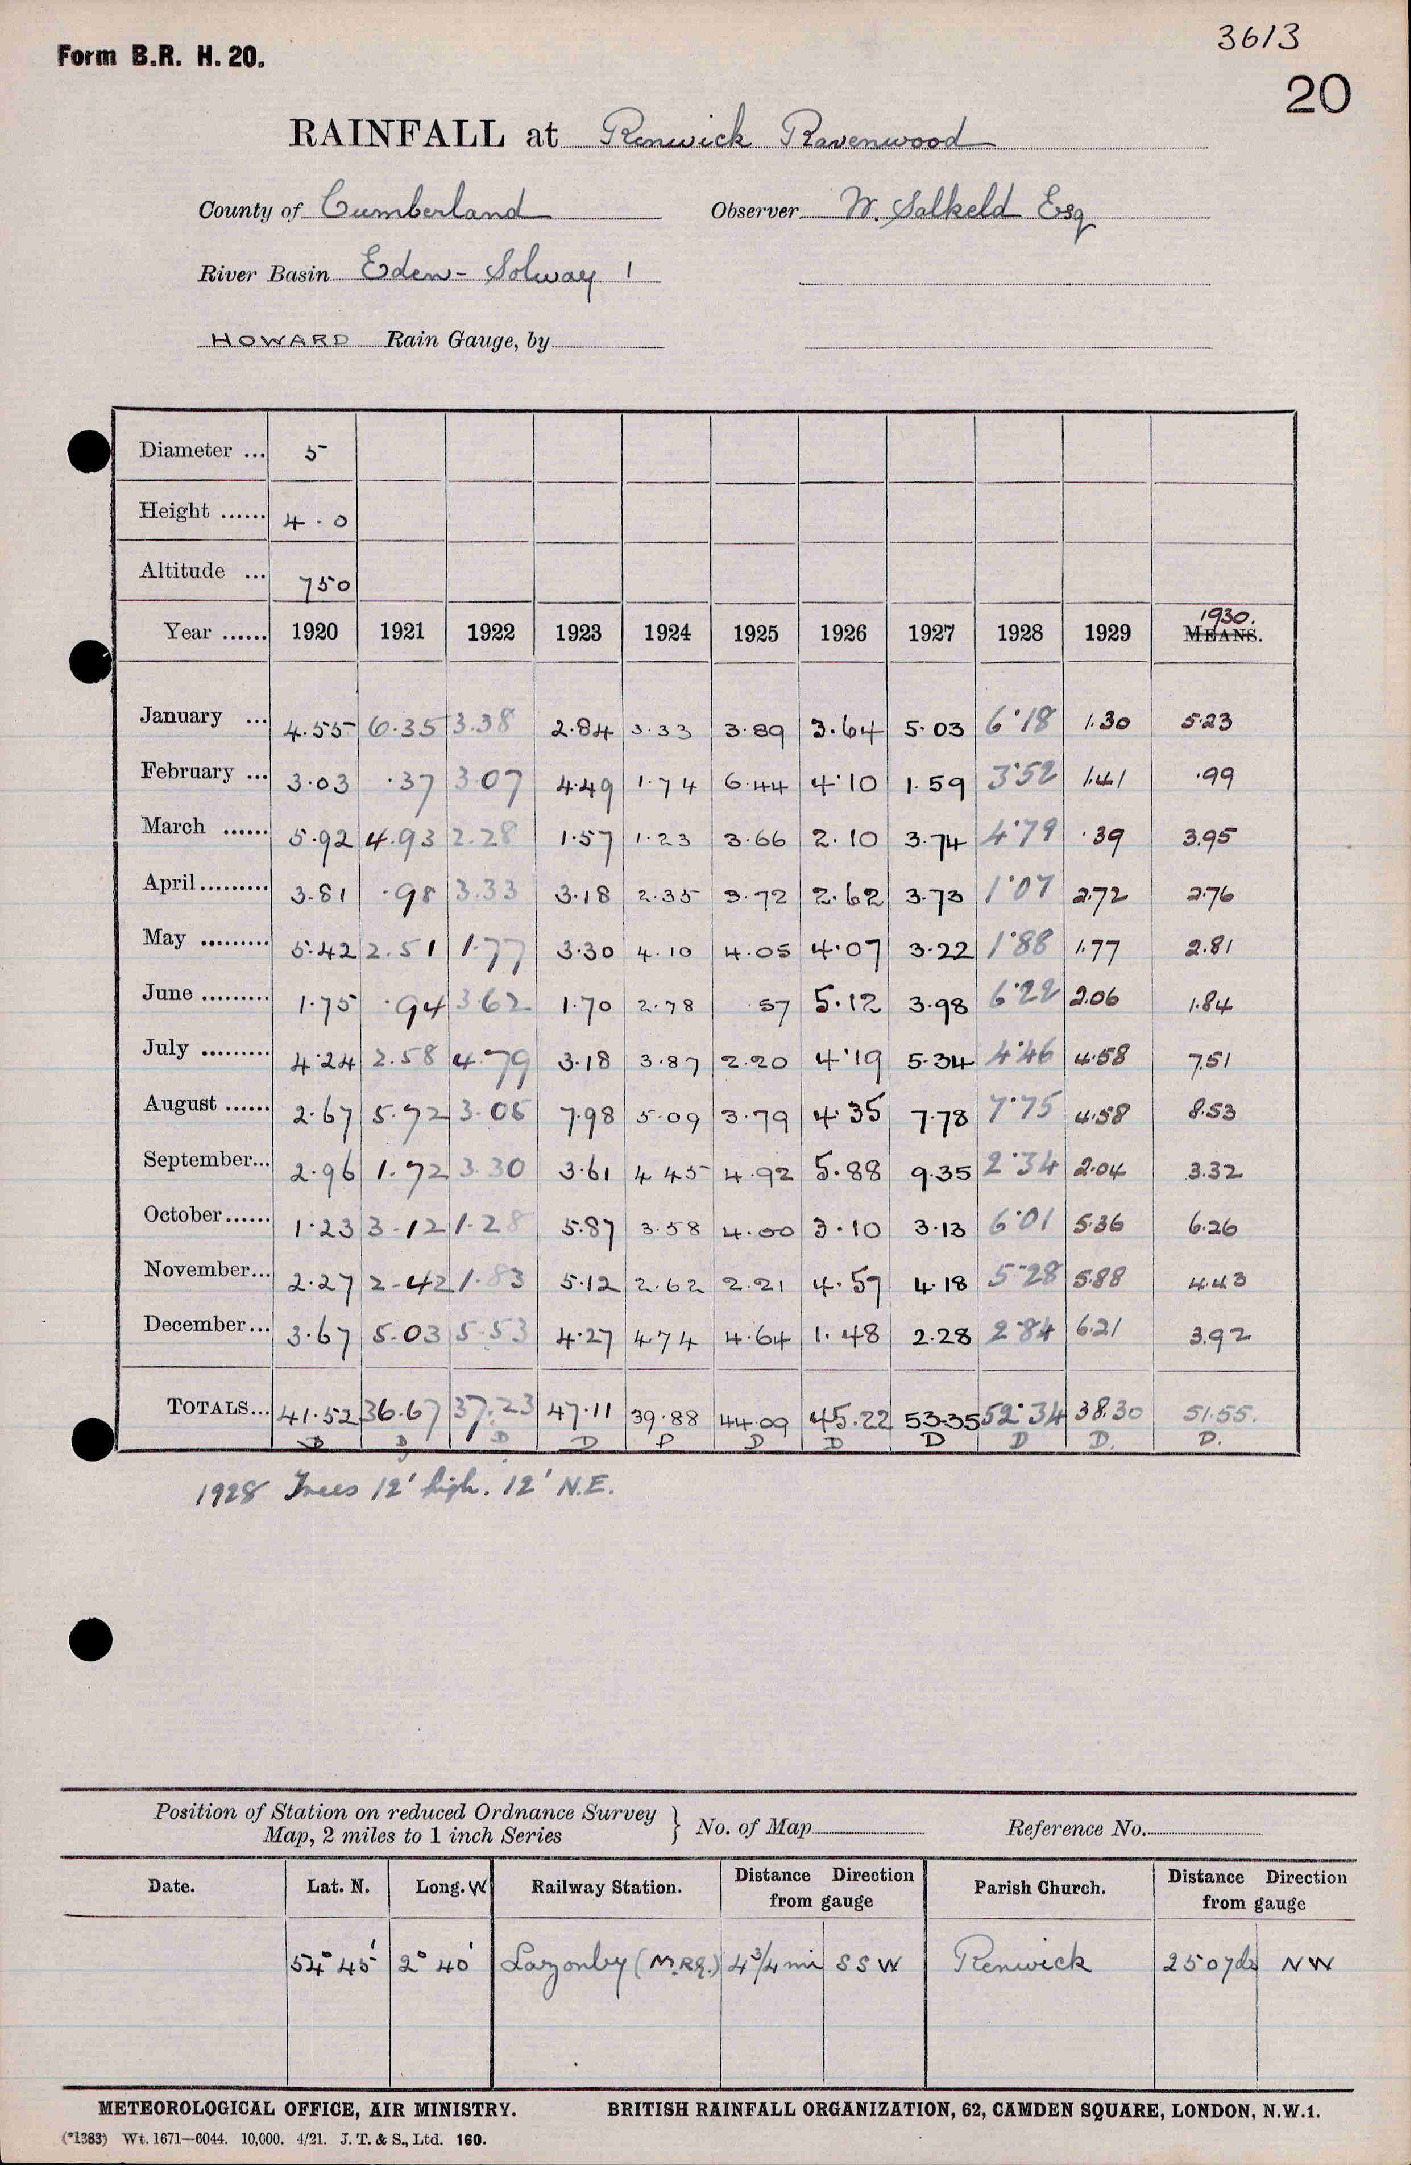 3613
Form B.R. H. 20.
20
RAINFALL at Renwick Ravenwood
County of Cumberland Observer W. Salkeld Esq
River Basin Eden - Solway 1
HOWARD Rain Gauge, by
Diameter ... 5
Height ...... 4 . 0
Altitude ... 750
1930.
Year ...... 1920 1921 1922 1923 1924 1925 1926 1927 1928 1929 MEANS.
January ... 4.55 6.35 3.38 2.84 3.33 3.89 3.64 5.03 6.18 1.30 5.23
February ... 3.03 .37 3.07 4.49 1.74 6.44 4.10 1.59 3.52 1.41 .99
March ...... 5.92 4.93 2.28 1.57 1.23 3.66 2.10 3.74 4.79 .39 3.95
April ......... 3.81 .98 3.33 3.18 2.35 3.72 2.62 3.73 1.07 2.72 2.76
May ......... 5.42 2.51 1.77 3.30 4.10 4.05 4.07 3.22 1.88 1.77 2.81
June ......... 1.75 .94 3.62 1.70 2.78 .57 5.12 3.98 6.22 2.06 1.84
July ......... 4.24 2.58 4.79 3.18 3.87 2.20 4.19 5.34 4.46 4.58 7.51
August ...... 2.67 5.72 3.05 7.98 5.09 3.79 4.35 7.78 7.75 4.58 8.53
September... 2.96 1.72 3.30 3.61 4.45 4.92 5.88 9.35 2.34 2.04 3.32
October...... 1.23 3.12 1.28 5.87 3.58 4.00 3.10 3.13 6.01 5.36 6.26
November... 2.27 2.42 1.83 5.12 2.62 2.21 4.57 4.18 5.28 5.88 4.43
December... 3.67 5.03 5.53 4.27 4.74 4.64 1.48 2.28 2.84 6.21 3.92
TOTALS... 41.52 36.67 37.23 47.11 39.88 44.09 45.22 53.35 52.34 38.30 51.55.
D D D D P D D D D D. D.
1928 Trees 12' high. 12' N.E.
Position of Station on reduced Ordnance Survey } No. of Map Reference No.
Map, 2 miles to 1 inch Series
Date. Lat. N. Long. W Railway Station. Distance Direction from gauge Parish Church. Distance Direction from gauge
54° 45' 2° 40' Lazonby (M.RY.) 4 3/4 mi S S W Renwick 250 yds N W
METEOROLOGICAL OFFICE, AIR MINISTRY. BRITISH RAINFALL ORGANIZATION, 62, CAMDEN SQUARE, LONDON, N.W.1.
(*1383) Wt. 1671—6044. 10,000. 4/21. J. T. & S., Ltd. 160.